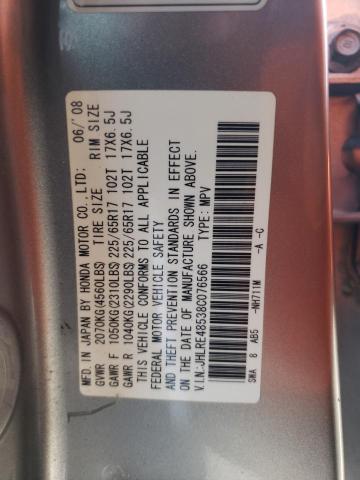 MFD. IN JAPAN BY HONDA MOTOR CO., LTD: 06/'08
GVWR 2070KG(4560LBS) TIRE SIZE RIM SIZE
GAWR F 1050KG(2310LBS) 225/65R17 102T 17X6.5J
GAWR R 1040KG(2290LBS) 225/65R17 102T 17X6.5J
THIS VEHICLE CONFORMS TO ALL APPLICABLE
FEDERAL MOTOR VEHICLE SAFETY
AND THEFT PREVENTION STANDARDS IN EFFECT
ON THE DATE OF MANUFACTURE SHOWN ABOVE.
V.I.N.:JHLRE48538C076566 TYPE: MPV
SWA 8 AB5 -NH711M -A -C